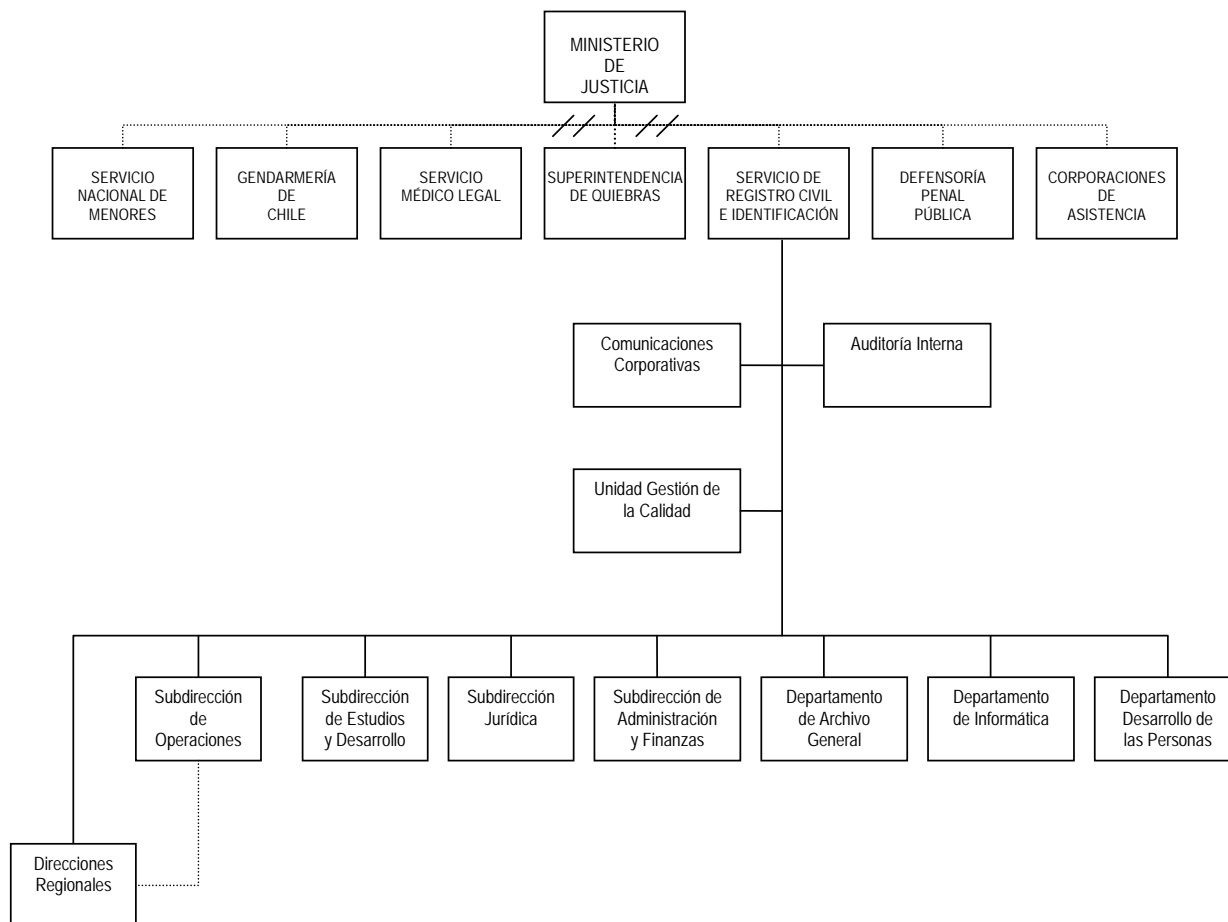 MINISTERIO
DE
JUSTICIA
SERVICIO
NACIONAL DE
MENORES
GENDARMERÍA
DE
CHILE
SERVICIO
MÉDICO LEGAL
SUPERINTENDENCIA
DE QUIEBRAS
SERVICIO DE
REGISTRO CIVIL
E IDENTIFICACIÓN
DEFENSORÍA
PENAL
PÚBLICA
CORPORACIONES
DE
ASISTENCIA
Comunicaciones
Corporativas
Auditoría Interna
Unidad Gestión de
la Calidad
Subdirección
de
Operaciones
Subdirección
de Estudios
y Desarrollo
Subdirección
Jurídica
Subdirección de
Administración
y Finanzas
Departamento
de Archivo
General
Departamento
de Informática
Departamento
Desarrollo de
las Personas
Direcciones
Regionales